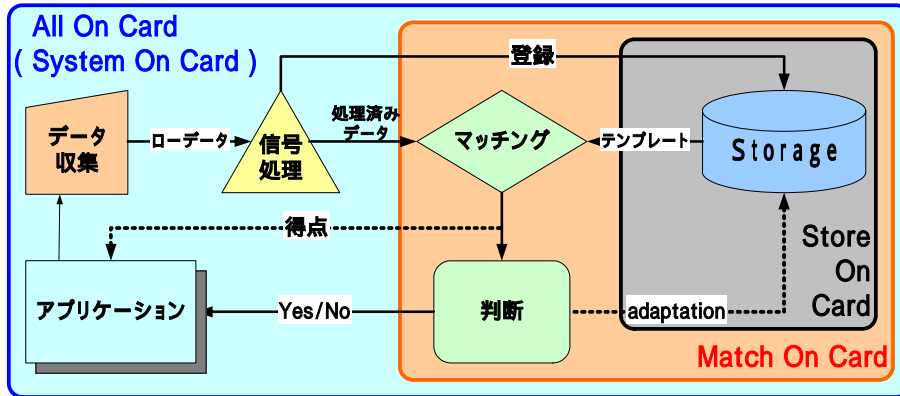 All On Card
( System On Card )
登録
データ
収集
ローデータ
信号
処理
処理済み
データ
マッチング
テンプレート
Storage
得点
Store
On
Card
アプリケーション
Yes/No
判断
adaptation
Match On Card